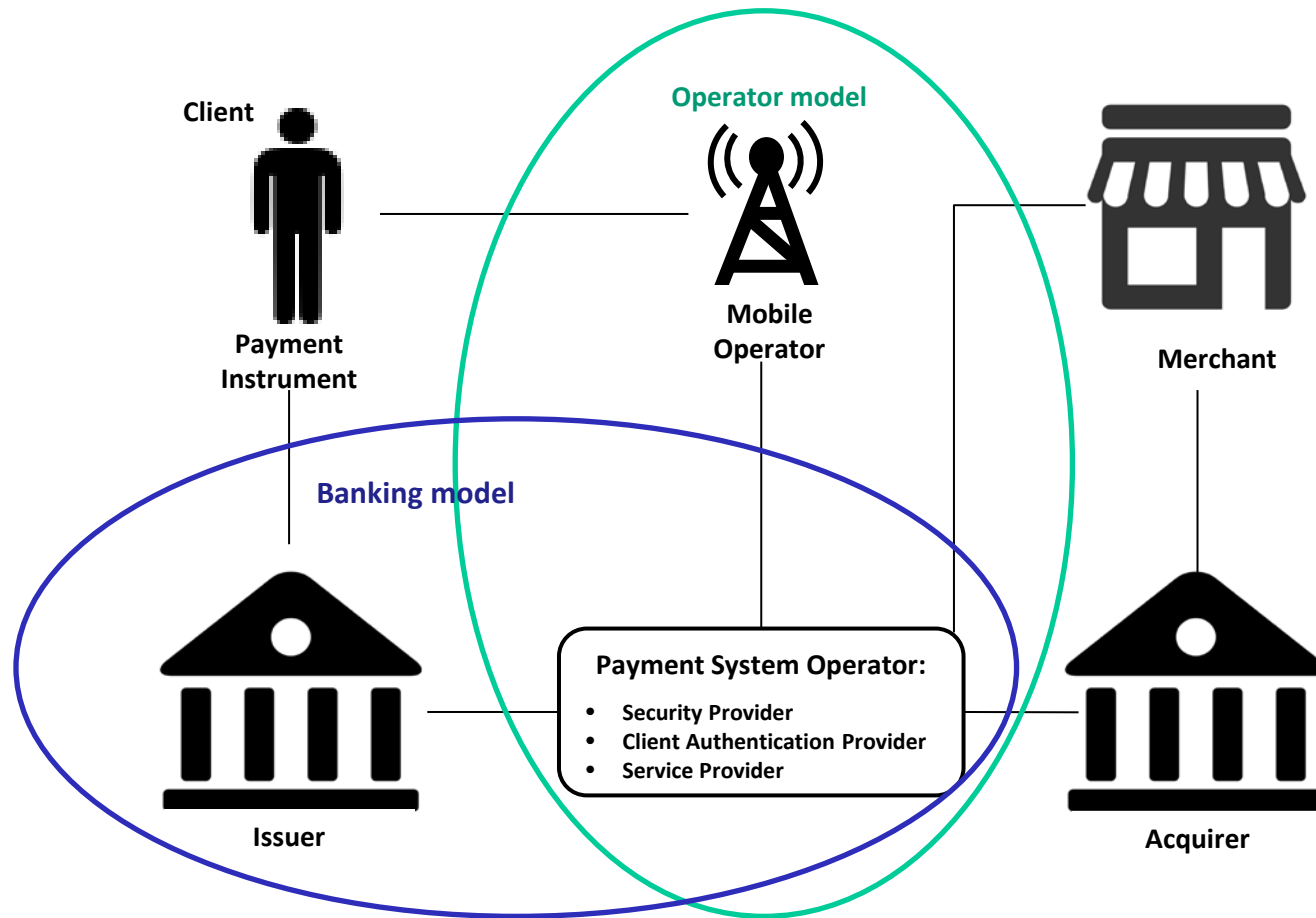 Client
Operator model
Payment
Instrument
Mobile
Operator
Merchant
Banking model
Payment System Operator:
• Security Provider
• Client Authentication Provider
• Service Provider
Issuer
Acquirer